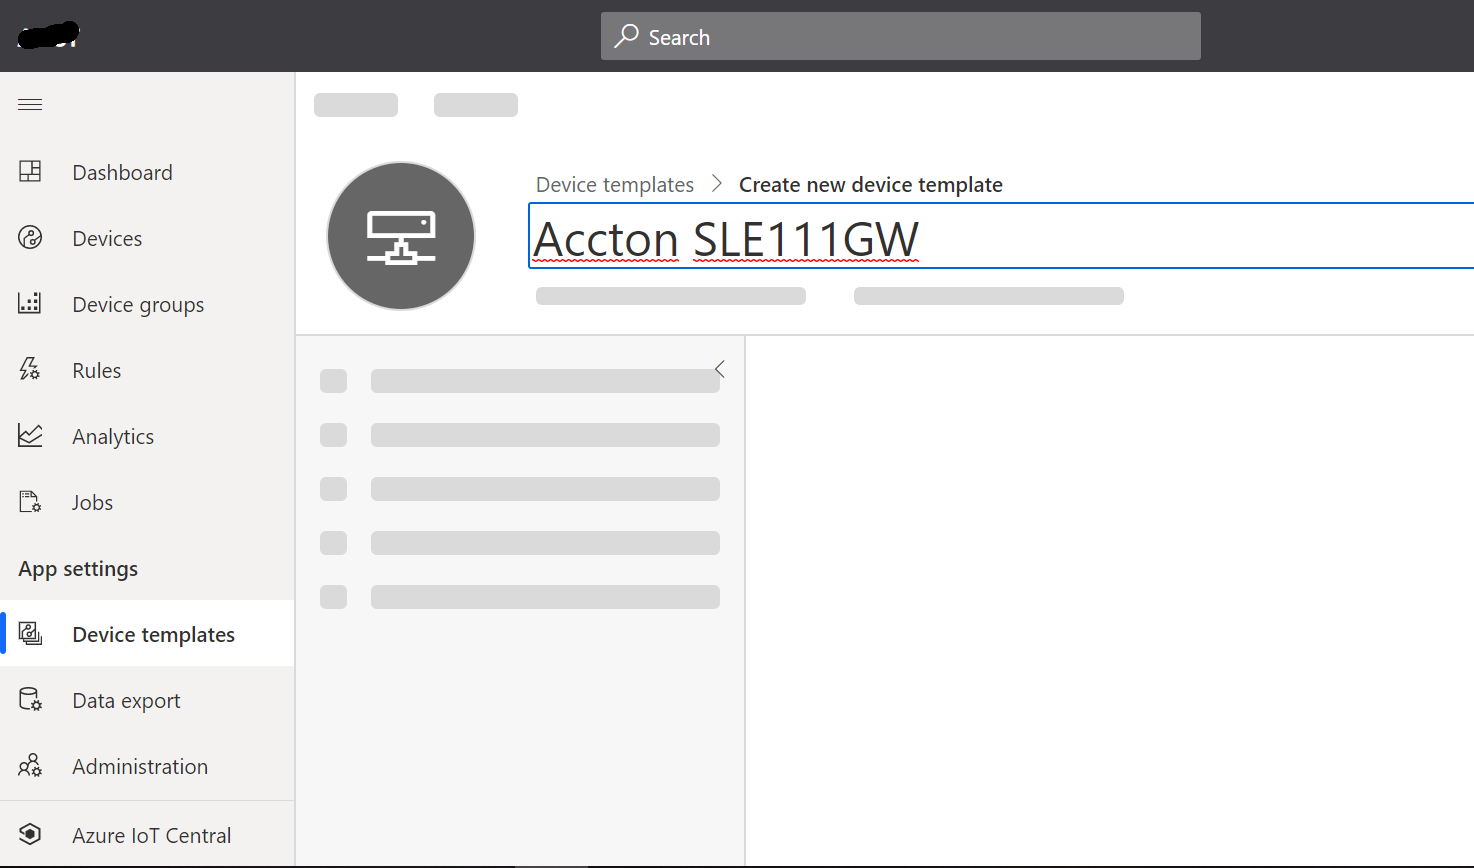 Search
Dashboard
Devices
Device groups
Rules
Analytics
Jobs
App settings
Device templates
Data export
Administration
Azure IoT Central
Device templates > Create new device template
Accton SLE111GW